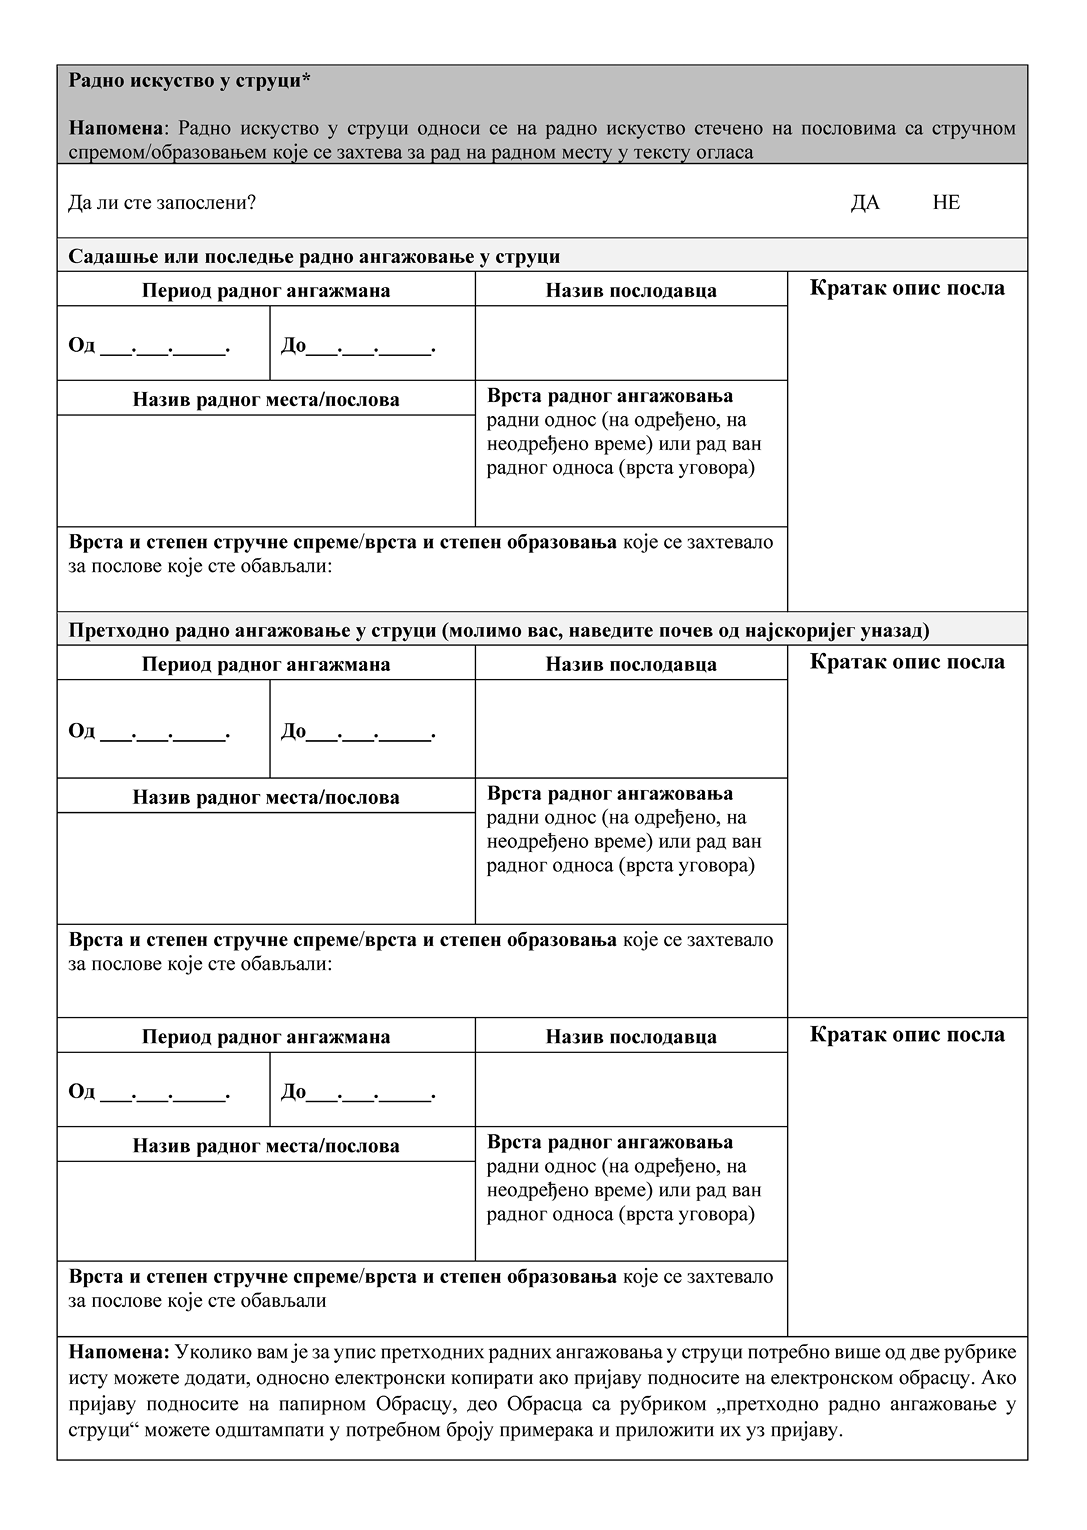 Радно искуство у струци*
Напомена: Радно искуство у струци односи се на радно искуство стечено на пословима са стручном
спремом/образовањем које се захтева за рад на радном месту у тексту огласа
Да ли сте запослени? ДА НЕ
Садашње или последње радно ангажовање у струци
Период радног ангажмана Назив послодавца Кратак опис посла
Од ___.___._____. До___.___._____.
Назив радног места/послова
Врста радног ангажовања
радни однос (на одређено, на
неодређено време) или рад ван
радног односа (врста уговора)
Врста и степен стручне спреме/врста и степен образовања које се захтевало
за послове које сте обављали:
Претходно радно ангажовање у струци (молимо вас, наведите почев од најскоријег уназад)
Период радног ангажмана Назив послодавца Кратак опис посла
Од ___.___._____. До___.___._____.
Назив радног места/послова
Врста радног ангажовања
радни однос (на одређено, на
неодређено време) или рад ван
радног односа (врста уговора)
Врста и степен стручне спреме/врста и степен образовања које се захтевало
за послове које сте обављали:
Период радног ангажмана Назив послодавца Кратак опис посла
Од ___.___._____. До___.___._____.
Назив радног места/послова
Врста радног ангажовања
радни однос (на одређено, на
неодређено време) или рад ван
радног односа (врста уговора)
Врста и степен стручне спреме/врста и степен образовања које се захтевало
за послове које сте обављали
Напомена: Уколико вам је за упис претходних радних ангажовања у струци потребно више од две рубрике
исту можете додати, односно електронски копирати ако пријаву подносите на електронском обрасцу. Ако
пријаву подносите на папирном Обрасцу, део Обрасца са рубриком „претходно радно ангажовање у
струци“ можете одштампати у потребном броју примерака и приложити их уз пријаву.